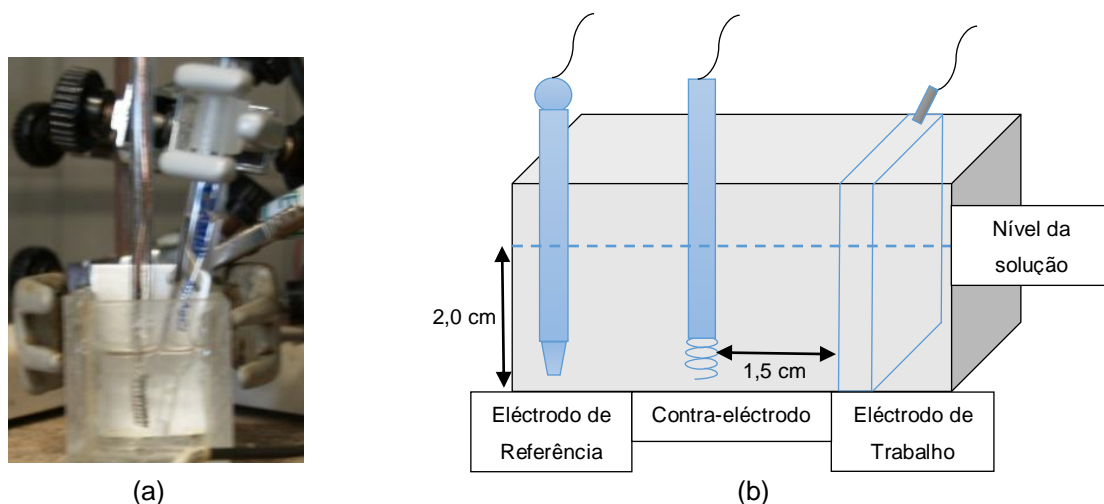 Nível da
solução
2,0 cm
1,5 cm
Eléctrodo de
Referência
Contra-eléctrodo
Eléctrodo de
Trabalho
(a)
(b)